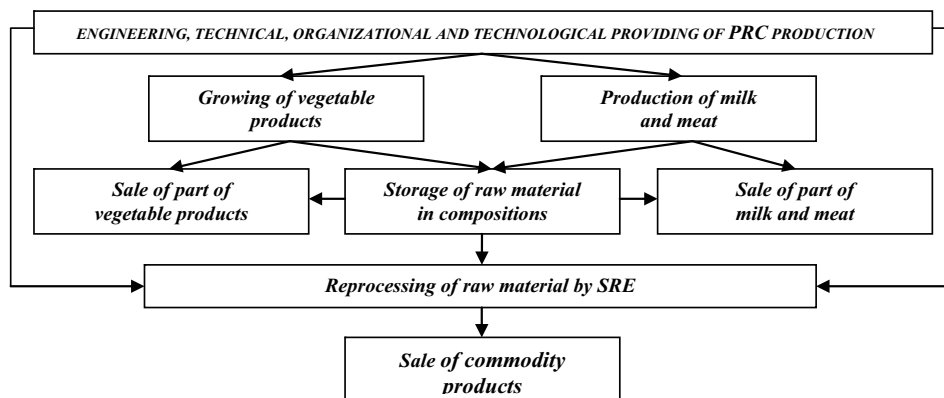 ENGINEERING, TECHNICAL, ORGANIZATIONAL AND TECHNOLOGICAL PROVIDING OF PRC PRODUCTION
Growing of vegetable
products
Production of milk
and meat
Sale of part of
vegetable products
Storage of raw material
in compositions
Sale of part of
milk and meat
Reprocessing of raw material by SRE
Sale of commodity
products